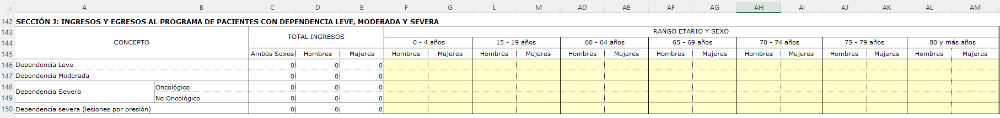 A B C D E F G L M AD AE AF AG AH AI AJ AK AL AM
142 SECCIÓN J: INGRESOS Y EGRESOS AL PROGRAMA DE PACIENTES CON DEPENDENCIA LEVE, MODERADA Y SEVERA
143 CONCEPTO TOTAL INGRESOS RANGO ETARIO Y SEXO
144 0 - 4 años 15 - 19 años 60 - 64 años 65 - 69 años 70 - 74 años 75 - 79 años 80 y más años
145 Ambos Sexos Hombres Mujeres Hombres Mujeres Hombres Mujeres Hombres Mujeres Hombres Mujeres Hombres Mujeres Hombres Mujeres Hombres Mujeres
146 Dependencia Leve 0 0 0
147 Dependencia Moderada 0 0 0
148 Dependencia Severa Oncológico 0 0 0
149 No Oncológico 0 0 0
150 Dependencia severa (lesiones por presión) 0 0 0